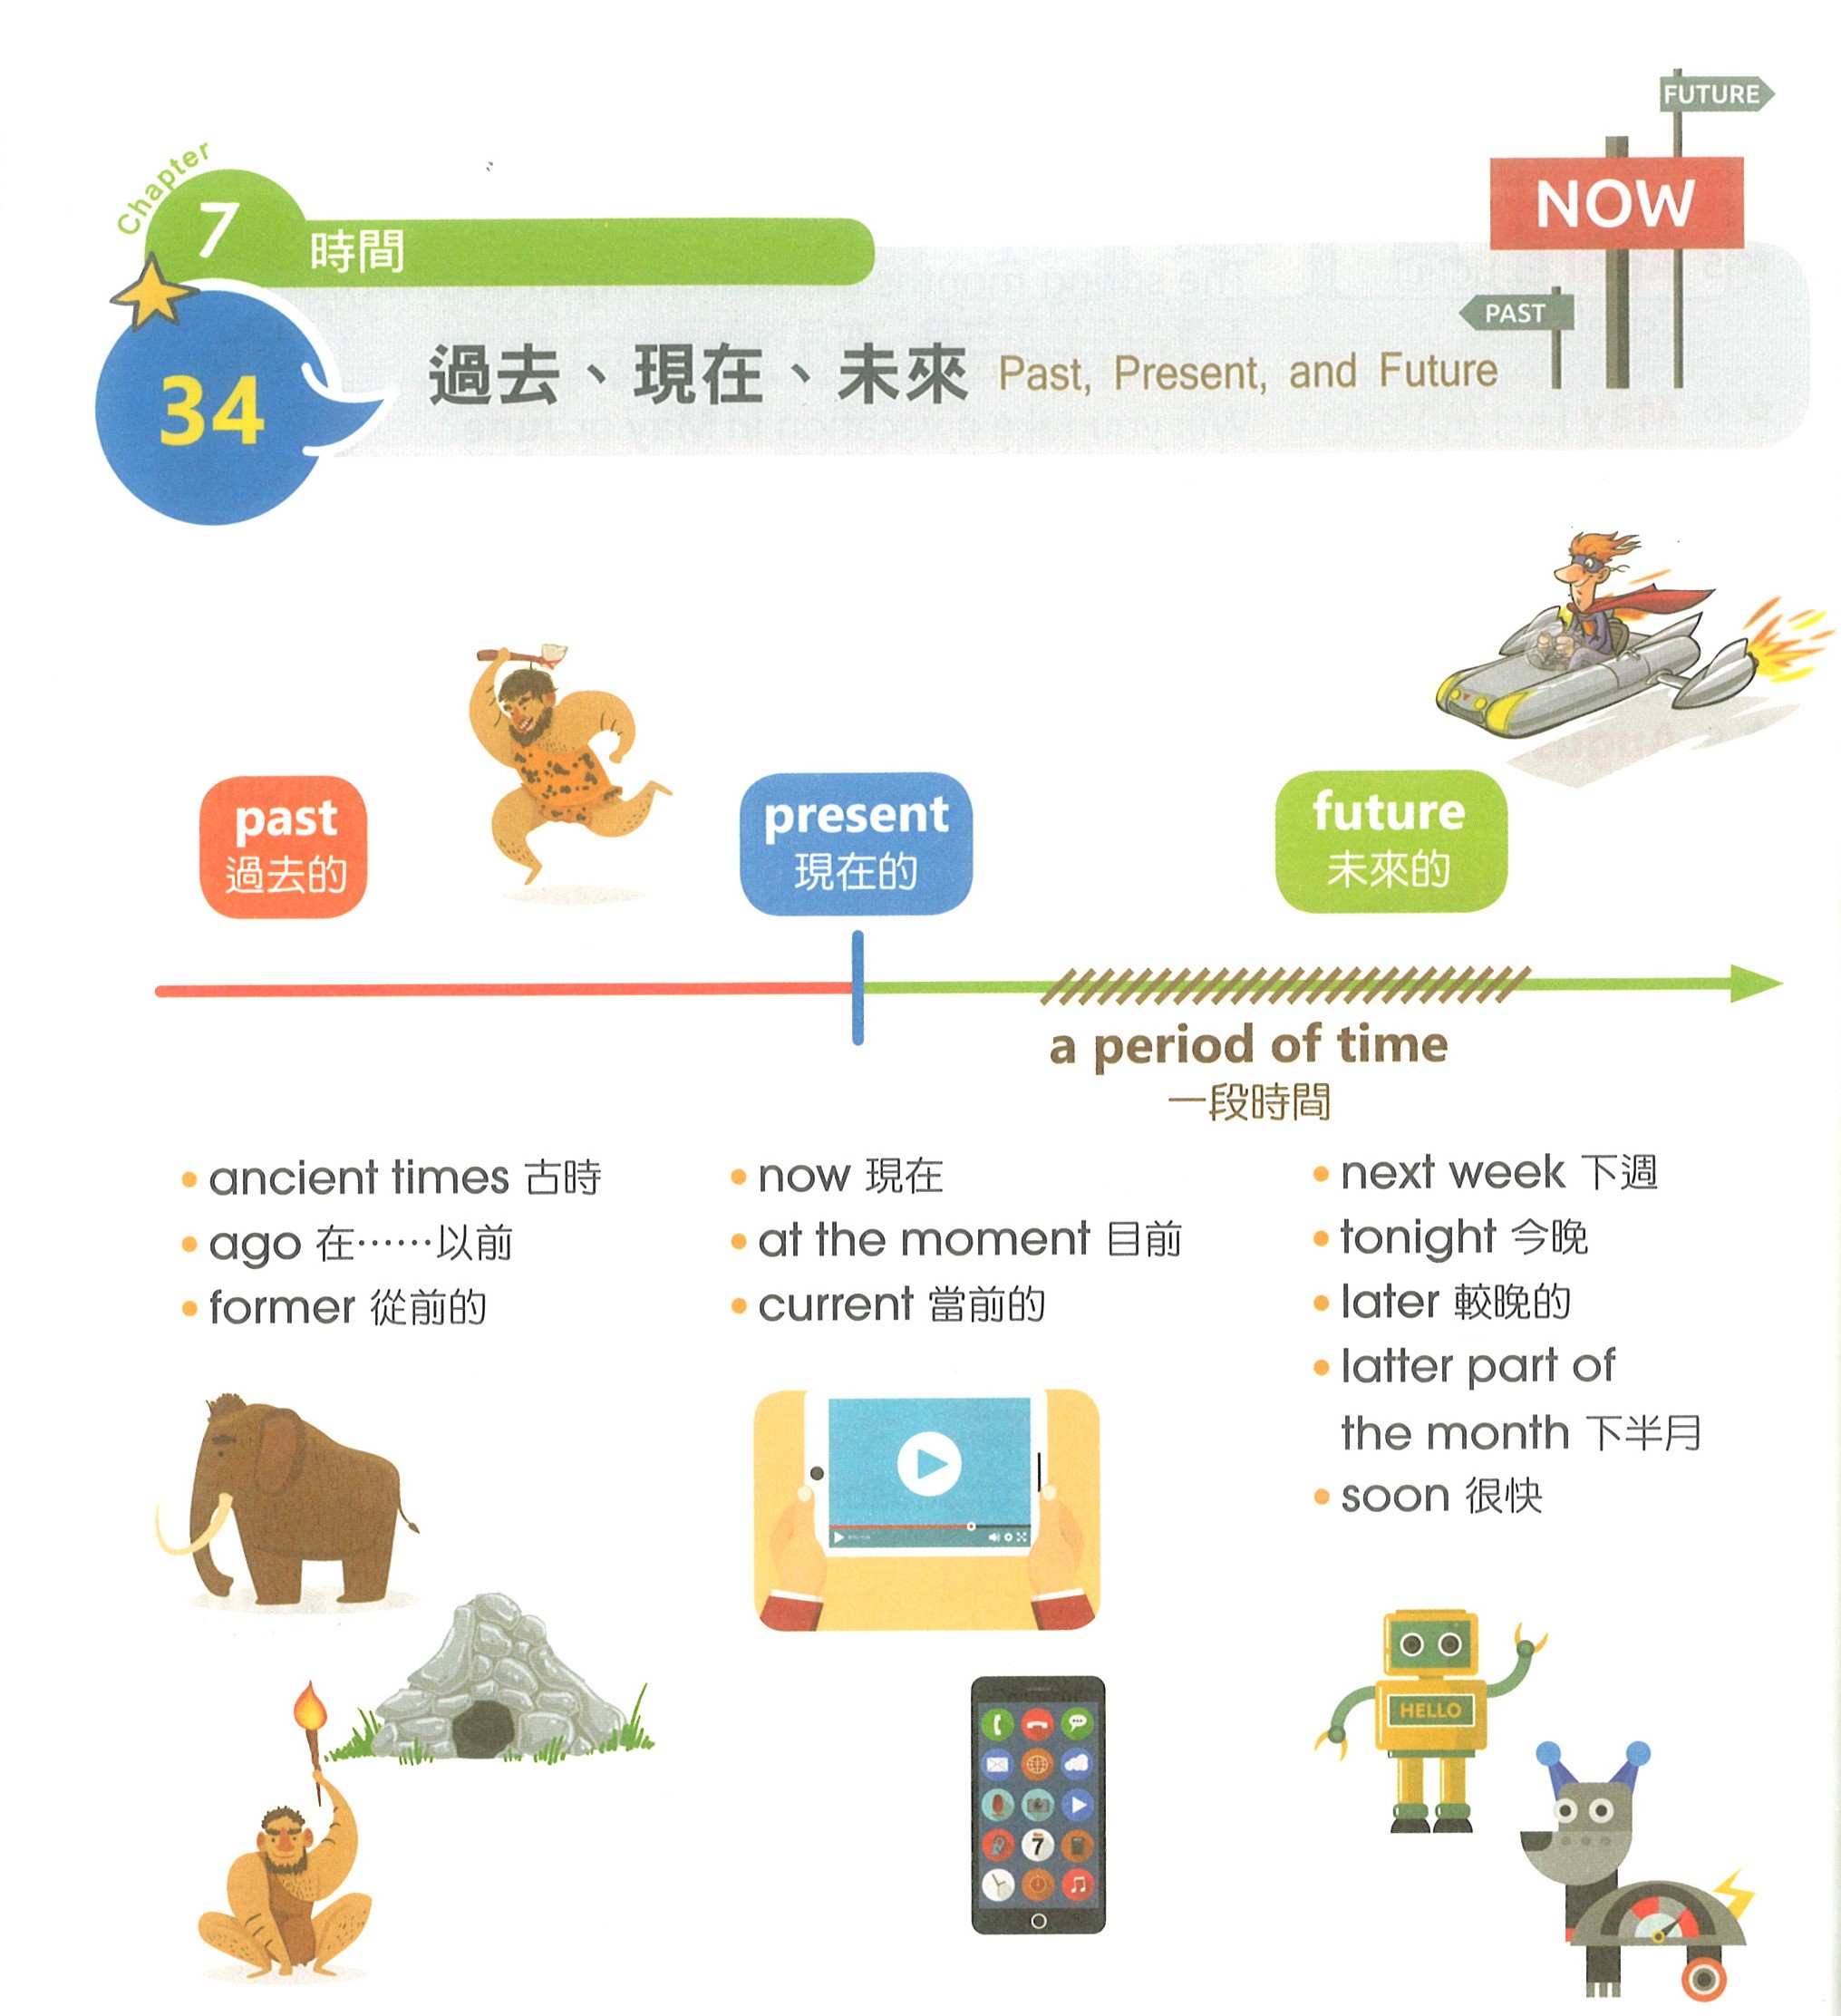 FUTURE
NOW
PAST
Chapter
7 時間
34
過去、現在、未來 Past, Present, and Future
past
過去的
present
現在的
future
未來的
a period of time
一段時間
ancient times 古時
ago 在……以前
former 從前的
now 現在
at the moment 目前
current 當前的
next week 下週
tonight 今晚
later 較晚的
latter part of
the month 下半月
soon 很快
HELLO
7